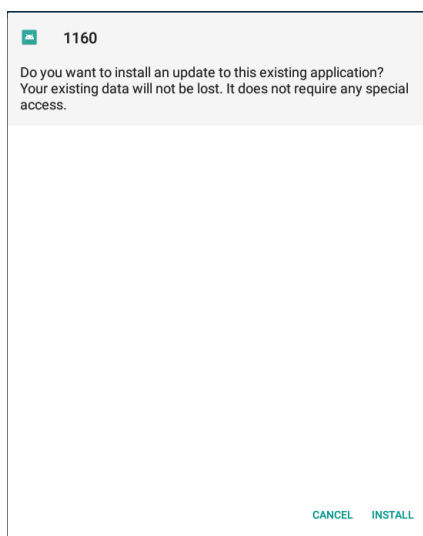 1160
Do you want to install an update to this existing application?
Your existing data will not be lost. It does not require any special
access.
CANCEL INSTALL